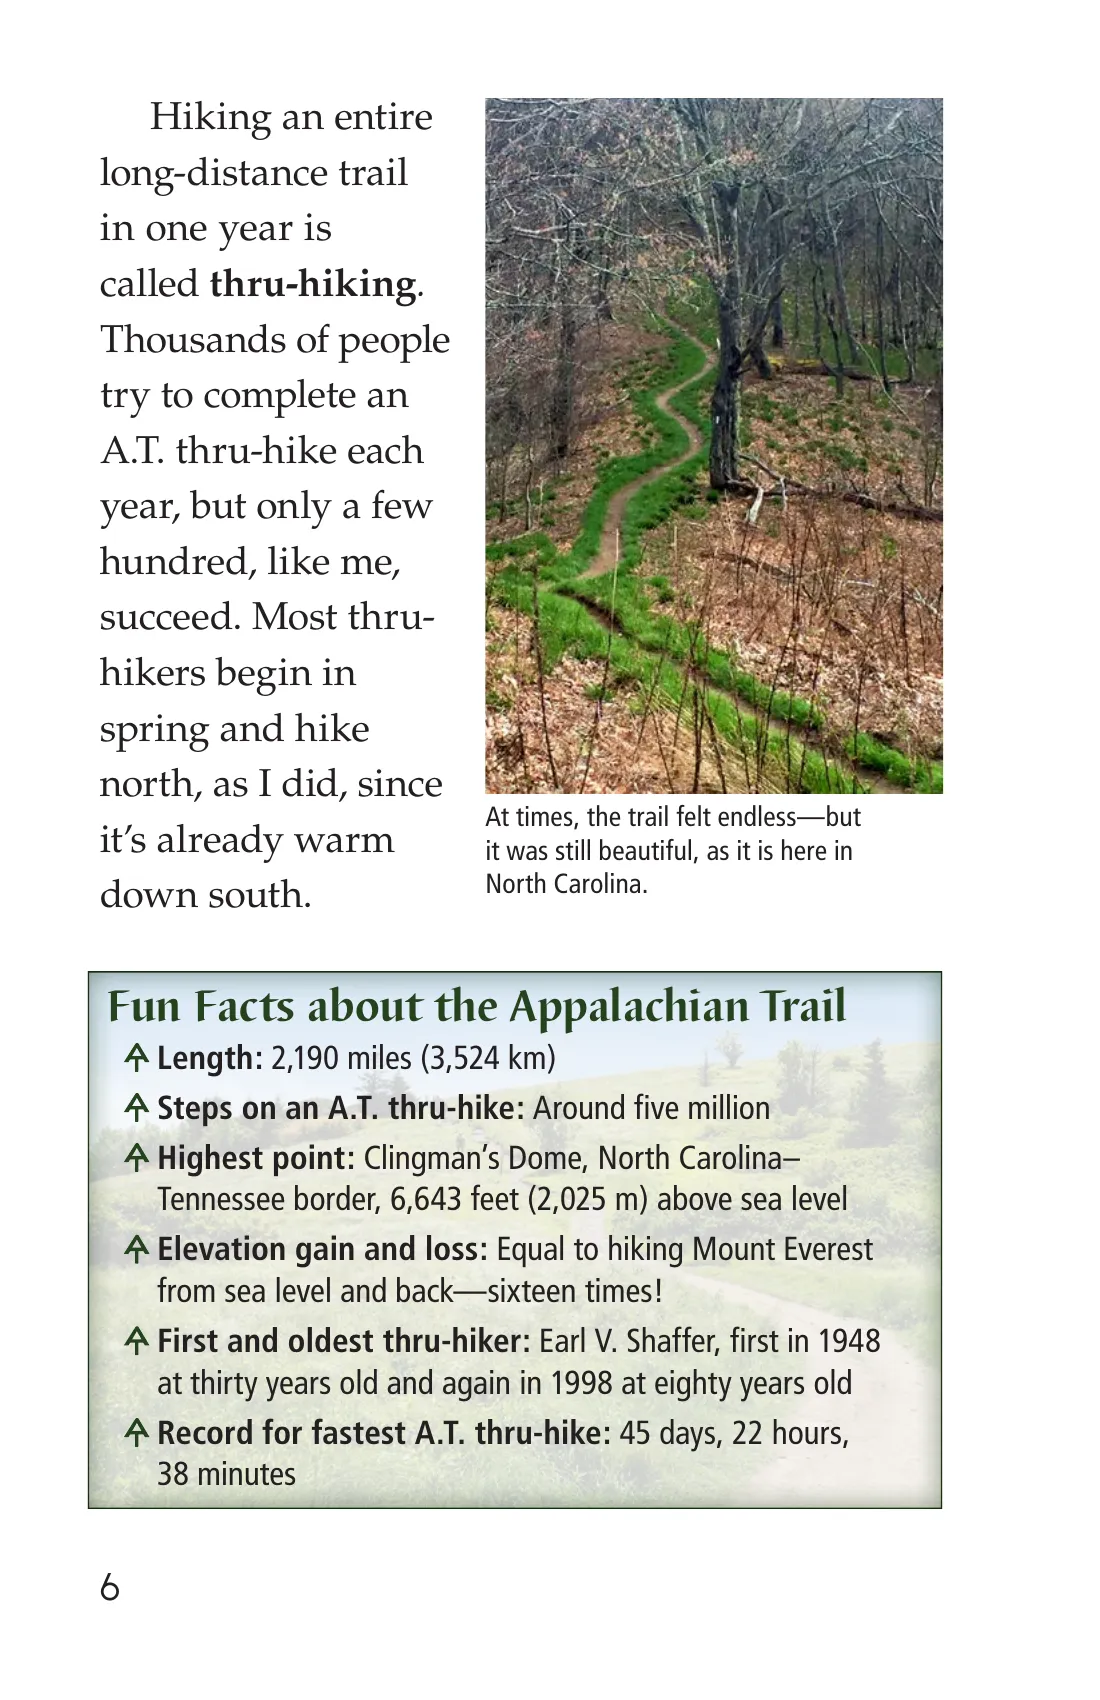 Hiking an entire
long-distance trail
in one year is
called thru-hiking.
Thousands of people
try to complete an
A.T. thru-hike each
year, but only a few
hundred, like me,
succeed. Most thru-
hikers begin in
spring and hike
north, as I did, since
it’s already warm
down south.
At times, the trail felt endless—but
it was still beautiful, as it is here in
North Carolina.
Fun Facts about the Appalachian Trail
Length: 2,190 miles (3,524 km)
Steps on an A.T. thru-hike: Around five million
Highest point: Clingman’s Dome, North Carolina–
Tennessee border, 6,643 feet (2,025 m) above sea level
Elevation gain and loss: Equal to hiking Mount Everest
from sea level and back—sixteen times!
First and oldest thru-hiker: Earl V. Shaffer, first in 1948
at thirty years old and again in 1998 at eighty years old
Record for fastest A.T. thru-hike: 45 days, 22 hours,
38 minutes
6